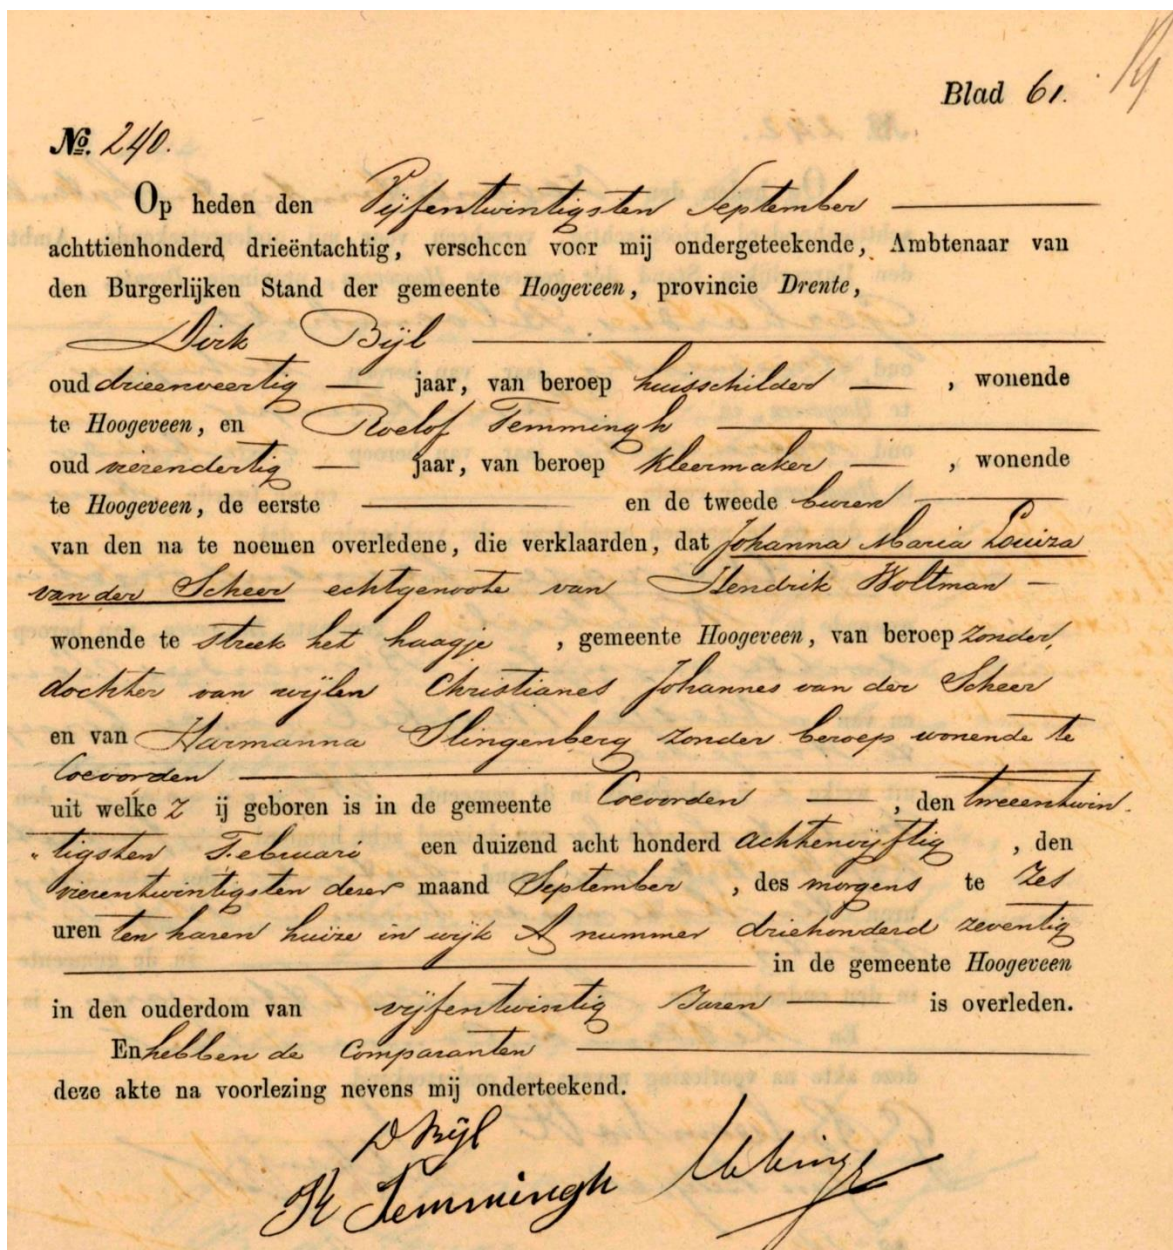 Blad 61.
No. 240.
Op heden den Vijfentwintigsten September
achttienhonderd drieëntachtig, verscheen voor mij ondergeteekende, Ambtenaar van
den Burgerlijken Stand der gemeente Hoogeveen, provincie Drente,
Dirk Bijl
oud drieenveertig jaar, van beroep huisschilder, wonende
te Hoogeveen, en Roelof Temmingh
oud vierendertig jaar, van beroep kleermaker, wonende
te Hoogeveen, de eerste en de tweede buren
van den na te noemen overledene, die verklaarden, dat Johanna Maria Louiza
van der Scheer echtgenoote van Hendrik Woltman
wonende te streek het haagje, gemeente Hoogeveen, van beroep zonder,
dochter van wijlen Christianes Johannes van der Scheer
en van Harmanna Slingenberg zonder beroep wonende te
Coevorden
uit welke Z ij geboren is in de gemeente Coevorden, den tweeentwin
tigsten Februari een duizend acht honderd achtenvijftig, den
vierentwintigsten dezer maand September, des morgens te zes
uren ten haren huize in wijk A nummer driehonderd zeventig
in de gemeente Hoogeveen
in den ouderdom van vijfentwintig Jaren is overleden.
En hebben de Comparanten
deze akte na voorlezing nevens mij onderteekend.
D Bijl
R Temmingh